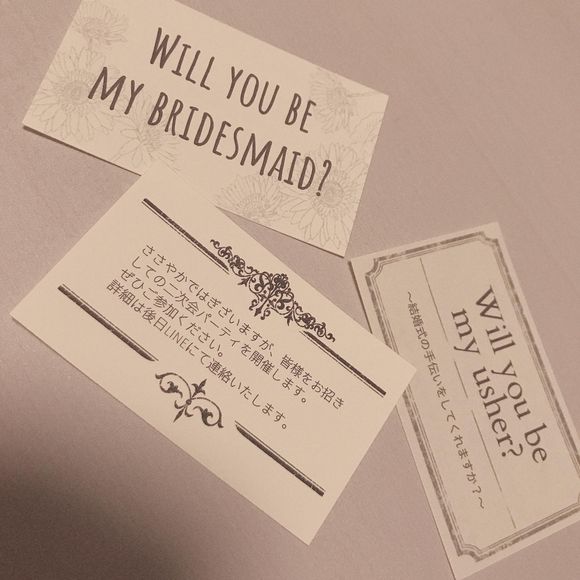 WILL YOU BE
MY BRIDESMAID?
ささやかではございますが、皆様をお招き
しての二次会パーティを開催します。
ぜひご参加ください。
詳細は後日LINEにて連絡いたします。
Will you be
my usher?
～結婚式の手伝いをしてくれますか？～